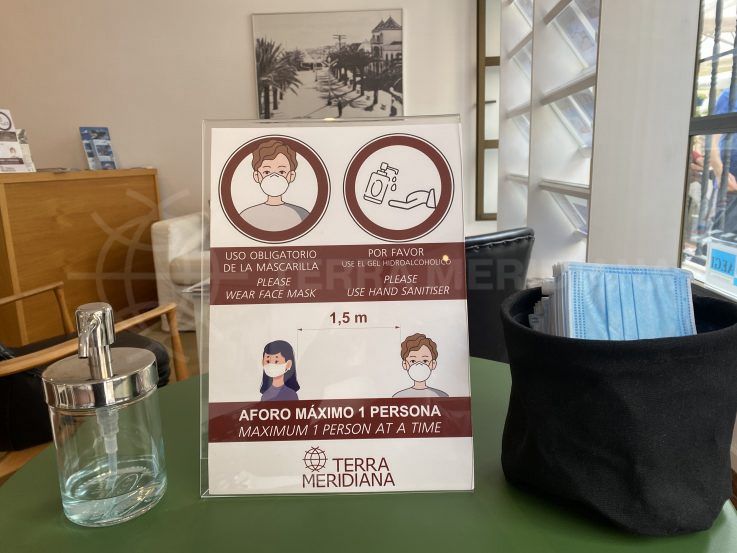 USO OBLIGATORIO
DE LA MASCARILLA
PLEASE
WEAR FACE MASK
POR FAVOR
USE EL GEL HIDROALCOHOLICO
PLEASE
USE HAND SANITISER
1,5 m
AFORO MÁXIMO 1 PERSONA
MAXIMUM 1 PERSON AT A TIME
TERRA
MERIDIANA